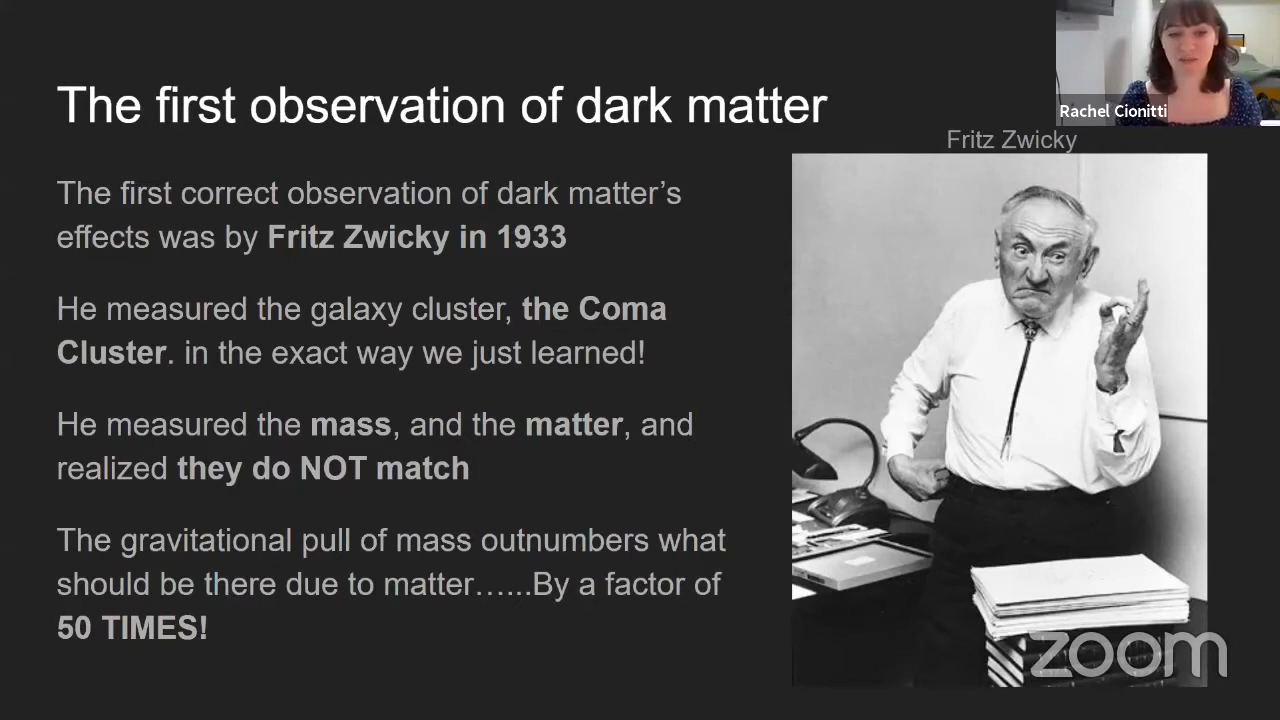 The first observation of dark matter
Rachel Cionitti
Fritz Zwicky
The first correct observation of dark matter’s
effects was by Fritz Zwicky in 1933
He measured the galaxy cluster, the Coma
Cluster. in the exact way we just learned!
He measured the mass, and the matter, and
realized they do NOT match
The gravitational pull of mass outnumbers what
should be there due to matter…...By a factor of
50 TIMES!
zoom